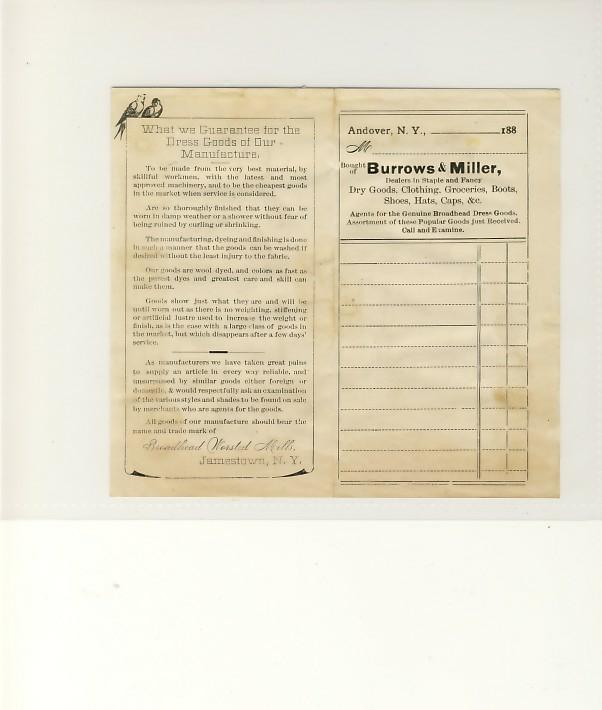 What we Guarantee for the
Dress Goods of Our
Manufacture.
To be made from the very best material, by
skillful workmen, with the latest and most
approved machinery, and to be the cheapest goods
in the market when service is considered.
Are so thoroughly finished that they can be
worn in damp weather or a shower without fear of
being ruined by curling or shrinking.
The manufacturing, dyeing and finishing is done
in such a manner that the goods can be washed if
desired without the least injury to the fabric.
Our goods are wool dyed, and colors as fast as
the purest dyes and greatest care and skill can
make them.
Goods show just what they are and will be
until worn out as there is no weighting, stiffening
or artificial lustre used to increase the weight or
finish, as is the case with a large class of goods in
the market, but which disappears after a few days'
service.
As manufacturers we have taken great pains
to supply an article in every way reliable, and
unsurpassed by similar goods either foreign or
domestic, & would respectfully ask an examination
of the various styles and shades to be found on sale
by merchants who are agents for the goods.
All goods of our manufacture should bear the
name and trade mark of
Broadhead Worsted Mills,
Jamestown, N. Y.
Andover, N. Y., 188
M
Bought of Burrows & Miller,
Dealers in Staple and Fancy
Dry Goods, Clothing, Groceries, Boots,
Shoes, Hats, Caps, &c.
Agents for the Genuine Broadhead Dress Goods.
Assortment of these Popular Goods just Received.
Call and Examine.